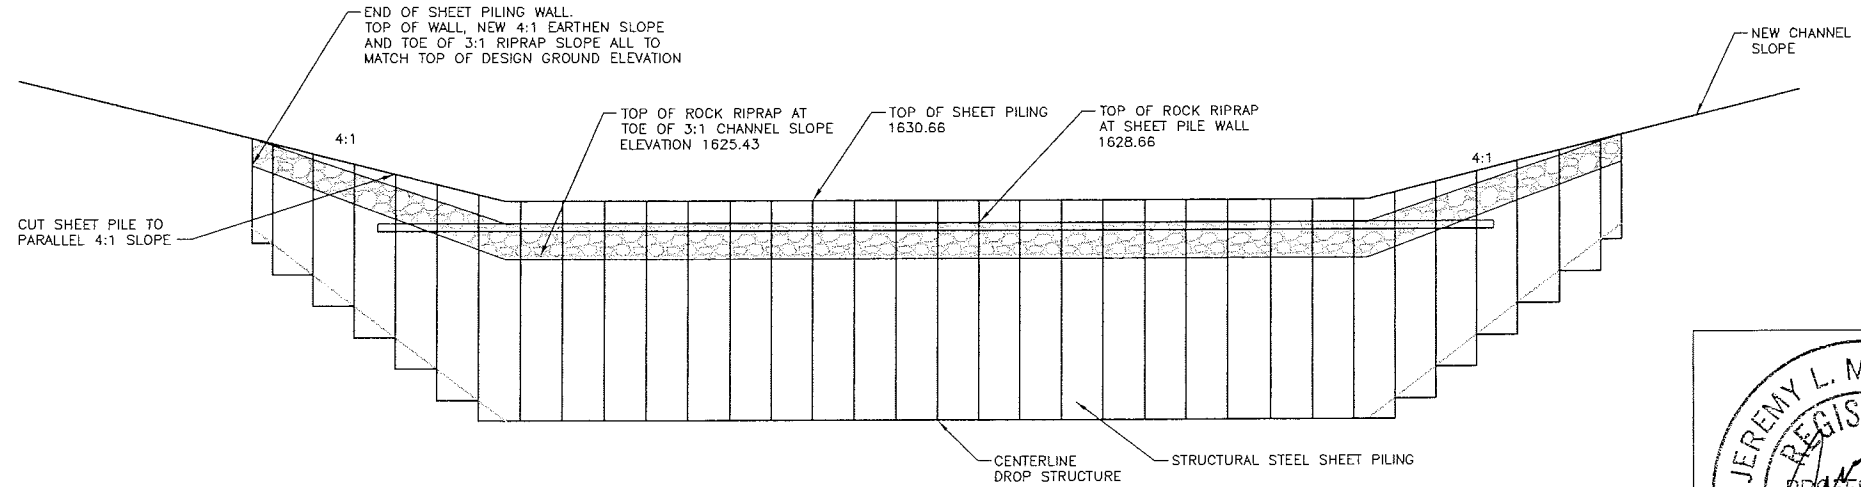 END OF SHEET PILING WALL.
TOP OF WALL, NEW 4:1 EARTHEN SLOPE
AND TOE OF 3:1 RIPRAP SLOPE ALL TO
MATCH TOP OF DESIGN GROUND ELEVATION
NEW CHANNEL
SLOPE
TOP OF ROCK RIPRAP AT
TOE OF 3:1 CHANNEL SLOPE
ELEVATION 1625.43
TOP OF SHEET PILING
1630.66
TOP OF ROCK RIPRAP
AT SHEET PILE WALL
1628.66
4:1
4:1
CUT SHEET PILE TO
PARALLEL 4:1 SLOPE
CENTERLINE
DROP STRUCTURE
STRUCTURAL STEEL SHEET PILING
JEREMY L. M
REGIS